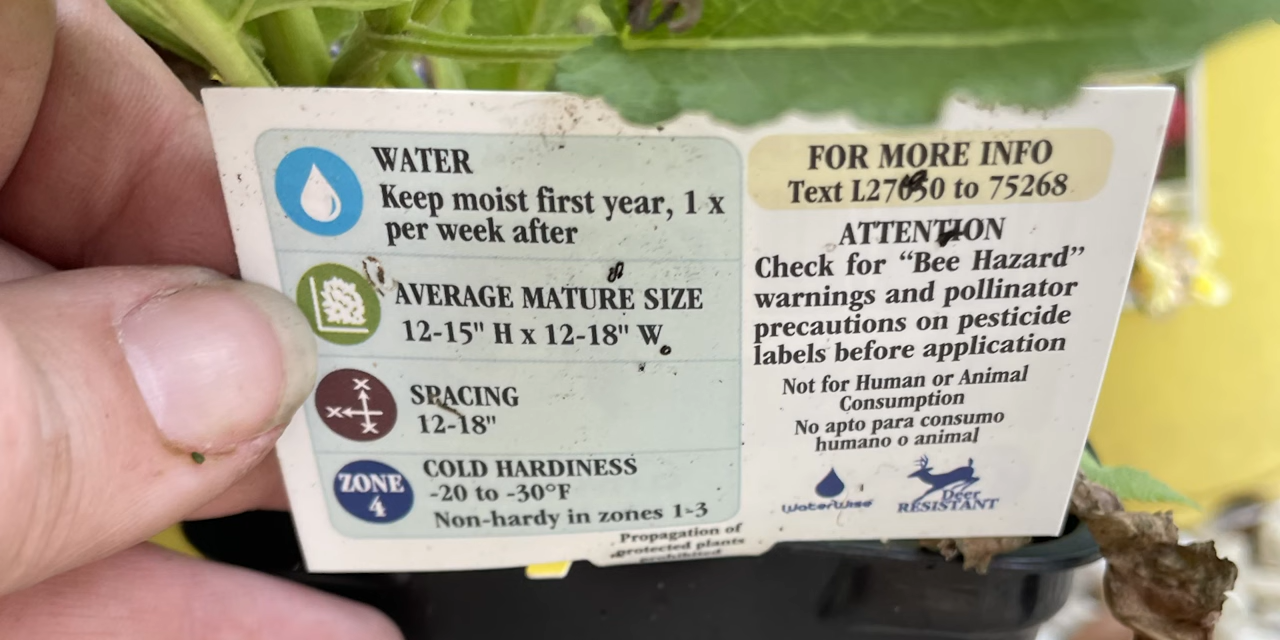 WATER
Keep moist first year, 1 x
per week after
AVERAGE MATURE SIZE
12-15" H x 12-18" W
SPACING
12-18"
ZONE
4
COLD HARDINESS
-20 to -30°F
Non-hardy in zones 1-3
Propagation of
protected plants
prohibited
FOR MORE INFO
Text L27050 to 75268
ATTENTION
Check for "Bee Hazard"
warnings and pollinator
precautions on pesticide
labels before application
Not for Human or Animal
Consumption
No apto para consumo
humano o animal
WaterWise
Deer
RESISTANT